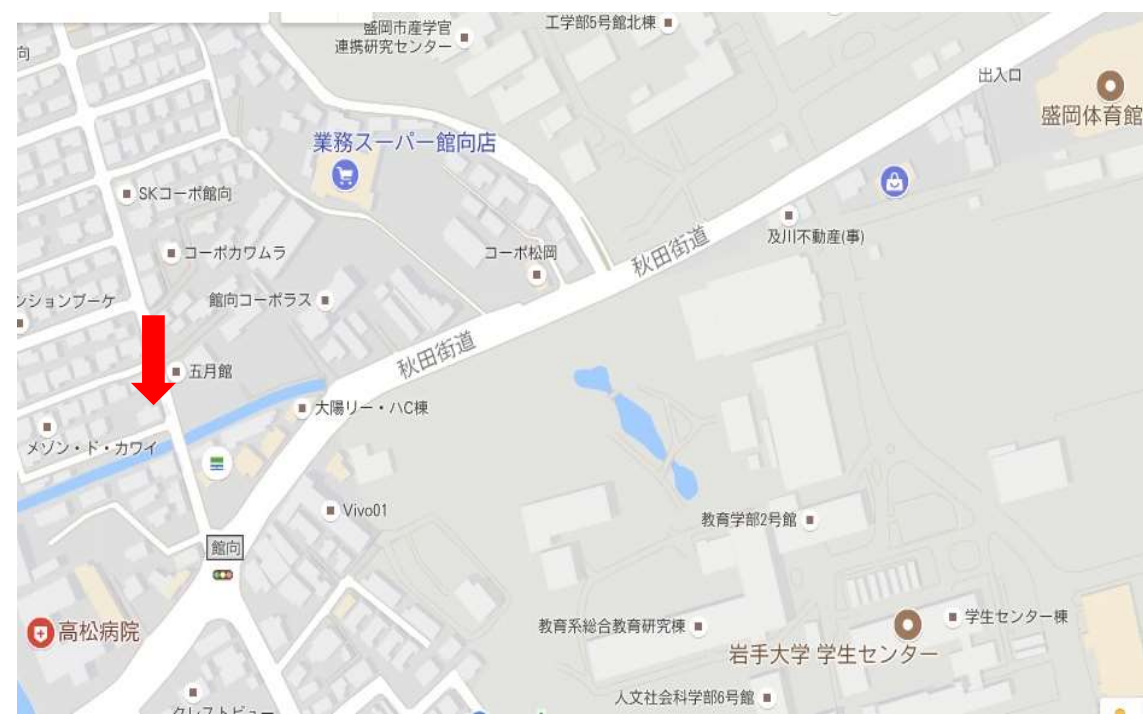 盛岡市産学官
連携研究センター
工学部5号館北棟
向
出入口
盛岡体育館
業務スーパー館向店
SKコーポ館向
コーポカワムラ
コーポ松岡
秋田街道
及川不動産(事)
ンションブーケ
館向コーポラス
秋田街道
五月館
大陽リー・ハC棟
メゾン・ド・カワイ
Vivo01
教育学部2号館
館向
高松病院
教育系総合教育研究棟
学生センター棟
岩手大学 学生センター
人文社会科学部6号館
クレストビュー